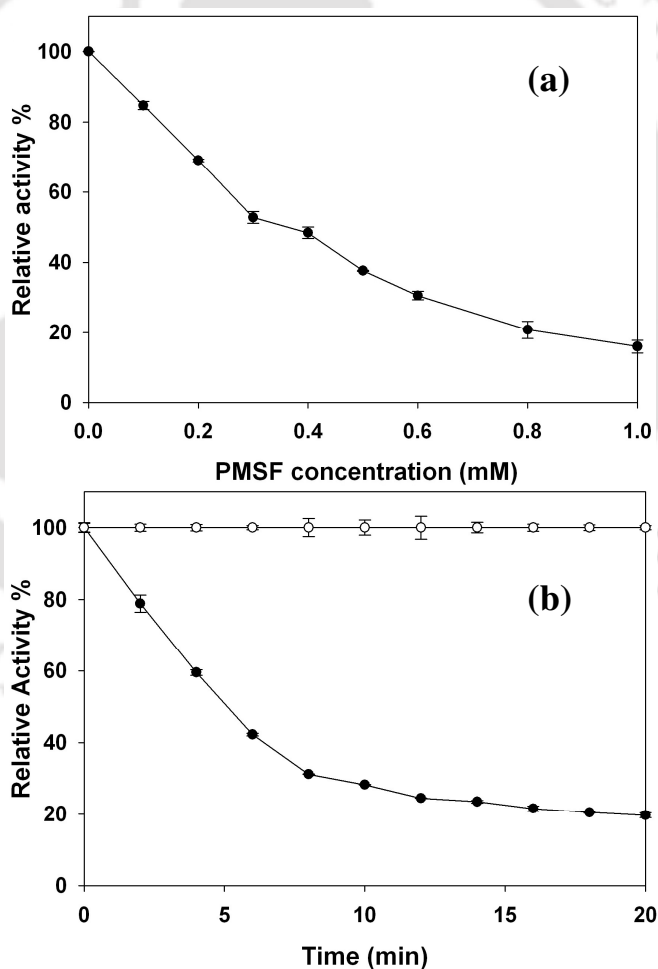 (a)
Relative activity %
100
80
60
40
20
0
0.0 0.2 0.4 0.6 0.8 1.0
PMSF concentration (mM)
(b)
Relative Activity %
100
80
60
40
20
0
0 5 10 15 20
Time (min)